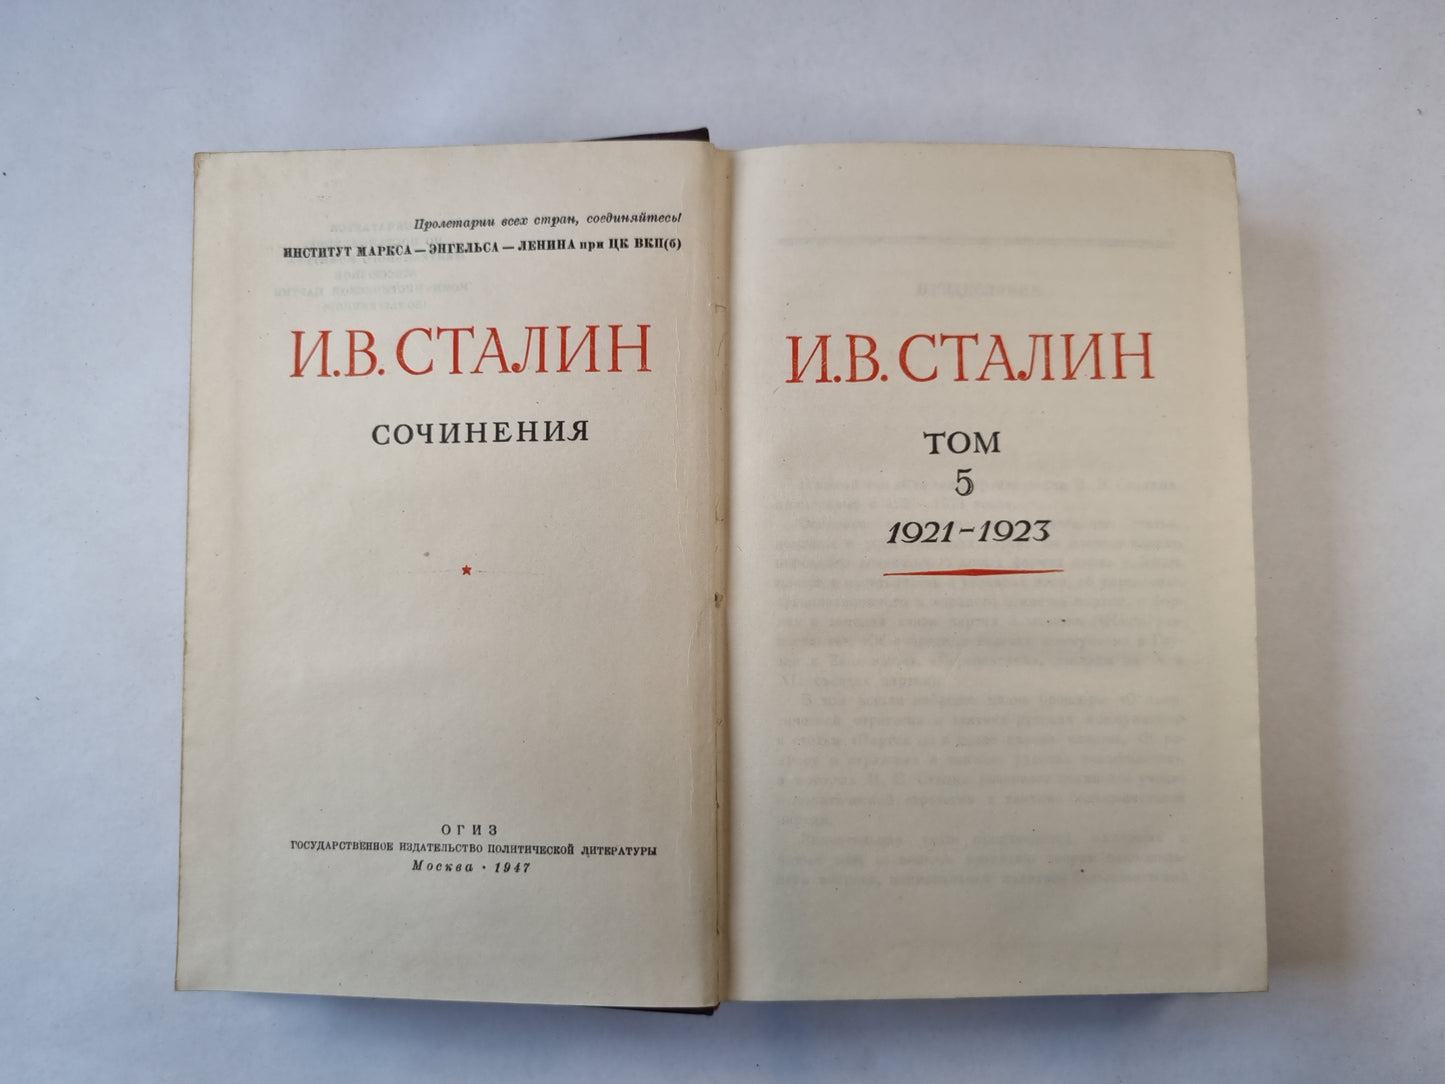 Пролетарии всех стран, соединяйтесь!
ИНСТИТУТ МАРКСА — ЭНГЕЛЬСА — ЛЕНИНА при ЦК ВКП(б)
И.В.СТАЛИН
СОЧИНЕНИЯ
ОГИЗ
ГОСУДАРСТВЕННОЕ ИЗДАТЕЛЬСТВО ПОЛИТИЧЕСКОЙ ЛИТЕРАТУРЫ
Москва · 1947
И.В.СТАЛИН
ТОМ
5
1921-1923